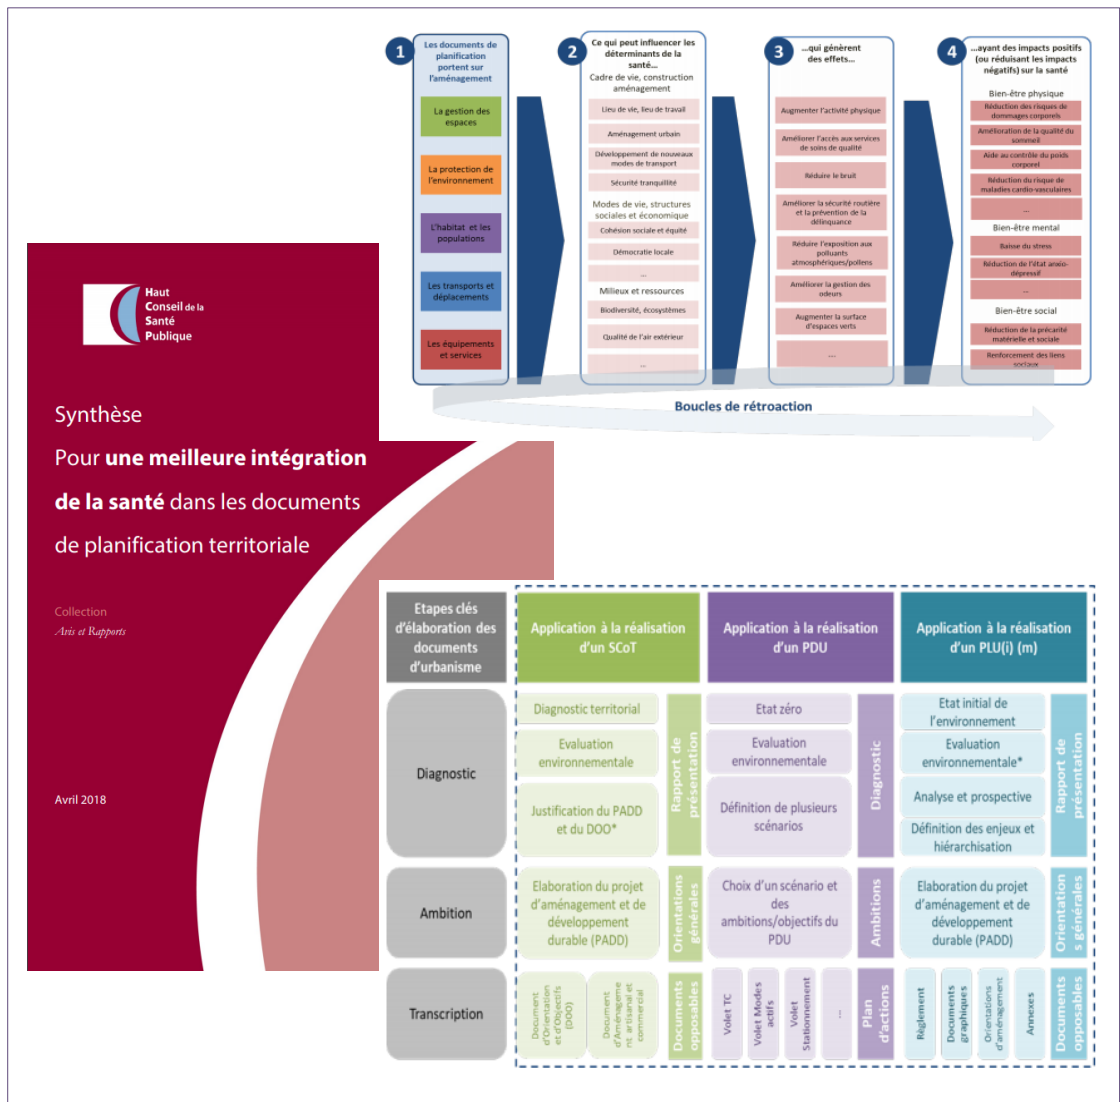 1
Les documents de
planification
portent sur
l'aménagement
La gestion des
espaces
La protection de
l'environnement
L'habitat et les
populations
Les transports et
déplacements
Les équipements
et services
2
Ce qui peut influencer les
déterminants de la
santé...
Cadre de vie, construction
aménagement
Lieu de vie, lieu de travail
Aménagement urbain
Développement de nouveaux
modes de transport
Sécurité tranquillité
Modes de vie, structures
sociales et économique
Cohésion sociale et équité
Démocratie locale
...
Milieux et ressources
Biodiversité, écosystèmes
Qualité de l'air extérieur
...
3
...qui génèrent
des effets...
Augmenter l'activité physique
Améliorer l'accès aux services
de soins de qualité
Réduire le bruit
Améliorer la sécurité routière
et la prévention de la
délinquance
Réduire l'exposition aux
polluants
atmosphériques/pollens
Améliorer la gestion des
odeurs
Augmenter la surface
d'espaces verts
....
4
...ayant des impacts positifs
(ou réduisant les impacts
négatifs) sur la santé
Bien-être physique
Réduction des risques de
dommages corporels
Amélioration de la qualité du
sommeil
Aide au contrôle du poids
corporel
Réduction du risque de
maladies cardio-vasculaires
...
Bien-être mental
Baisse du stress
Réduction de l'état anxio-
dépressif
...
Bien-être social
Réduction de la précarité
matérielle et sociale
Renforcement des liens
sociaux
Boucles de rétroaction
Haut
Conseil de la
Santé
Publique
Synthèse
Pour une meilleure intégration
de la santé dans les documents
de planification territoriale
Collection
Avis et Rapports
Avril 2018
Etapes clés
d'élaboration des
documents
d'urbanisme
Application à la réalisation
d'un SCoT
Application à la réalisation
d'un PDU
Application à la réalisation
d'un PLU(i) (m)
Diagnostic
Diagnostic territorial
Evaluation
environnementale
Justification du PADD
et du DOO*
Rapport de
présentation
Etat zéro
Evaluation
environnementale
Définition de plusieurs
scénarios
Diagnostic
Etat initial de
l'environnement
Evaluation
environnementale*
Analyse et prospective
Définition des enjeux et
hiérarchisation
Rapport de
présentation
Ambition
Elaboration du projet
d'aménagement et de
développement
durable (PADD)
Orientations
générales
Choix d'un scénario et
des
ambitions/objectifs du
PDU
Ambitions
Elaboration du projet
d'aménagement et de
développement
durable (PADD)
Orientation
s générales
Transcription
Document
d'Orientation
et d'Objectifs
(DOO)
Document
d'Aménageme
nt artisanal et
commercial
Documents
opposables
Volet TC
Volet Modes
actifs
Volet
Stationnement
...
Plan
d'actions
Règlement
Documents
graphiques
Orientations
d'aménagement
Annexes
Documents
opposables